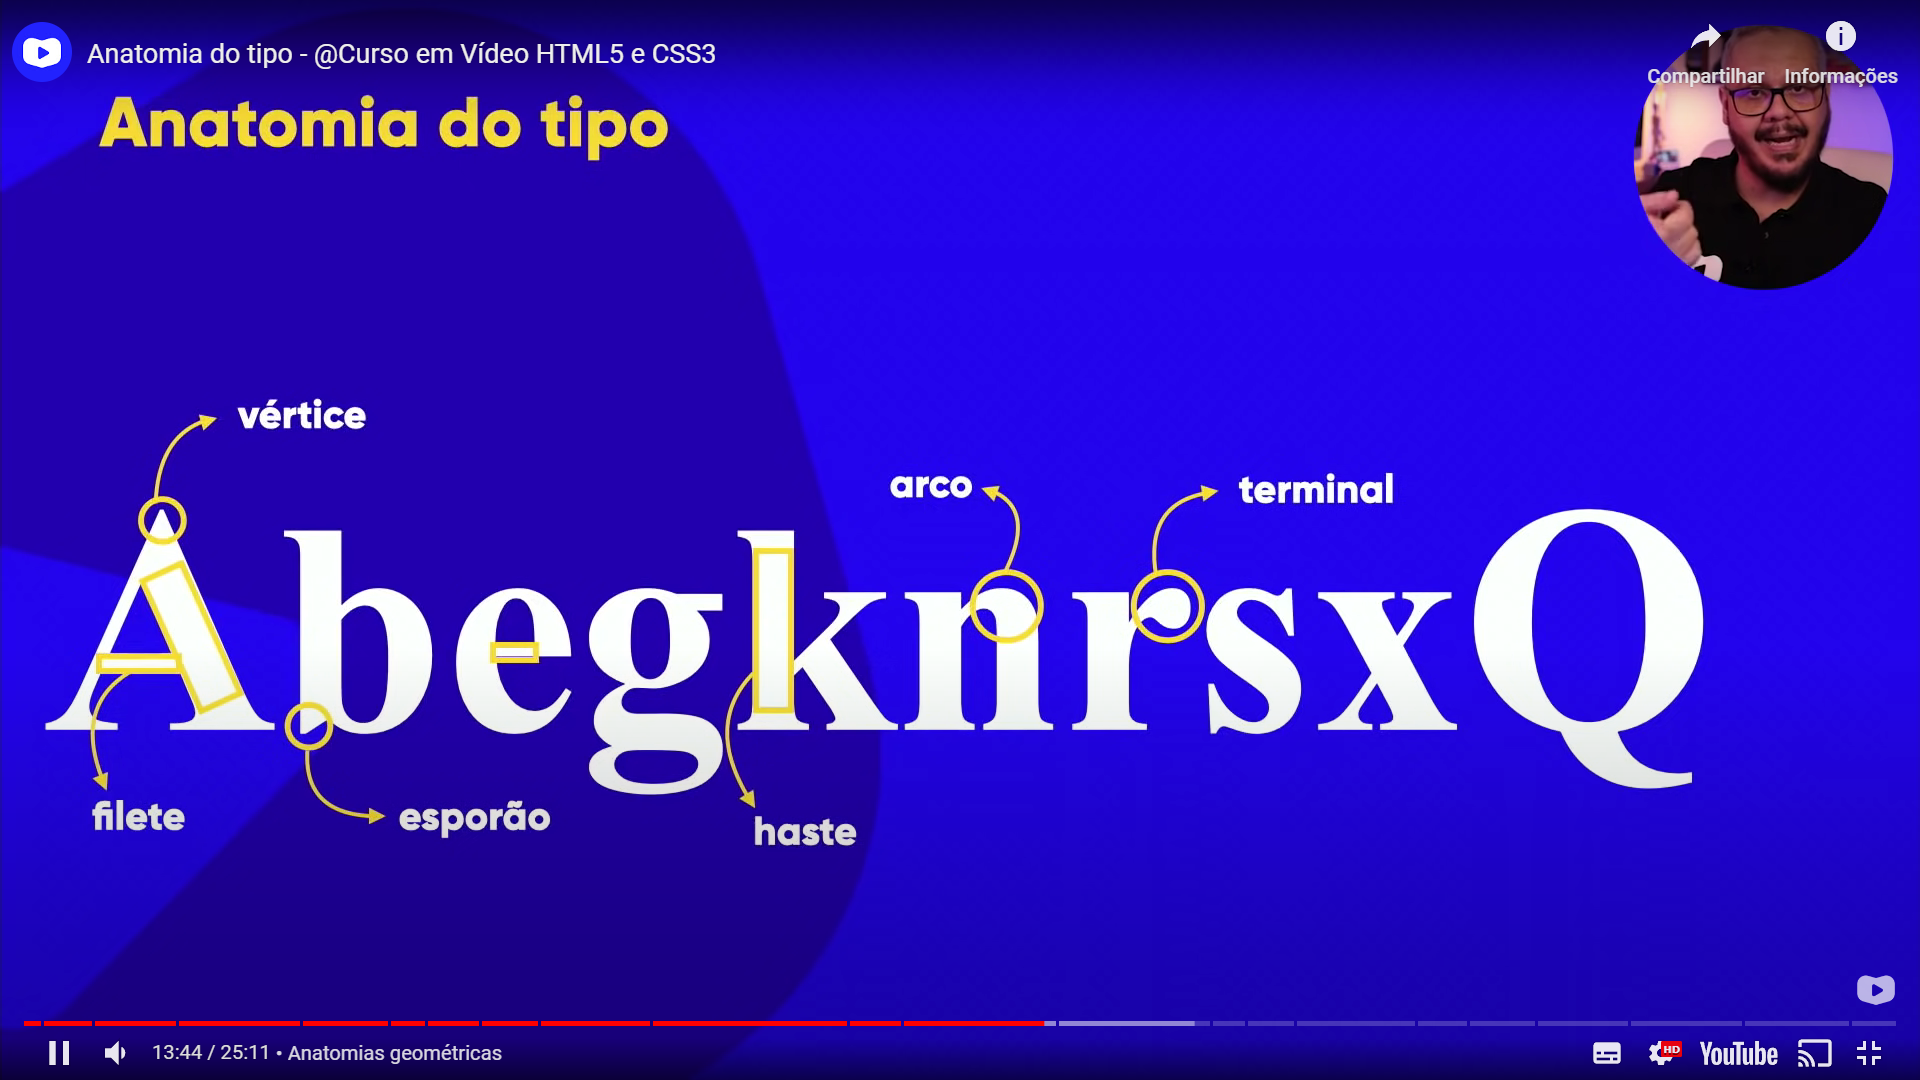 Anatomia do tipo - @Curso em Vídeo HTML5 e CSS3
Compartilhar
Informações
Anatomia do tipo
vértice
arco
terminal
AbegknrsxQ
filete
esporão
haste
13:44 / 25:11 • Anatomias geométricas
HD
YouTube